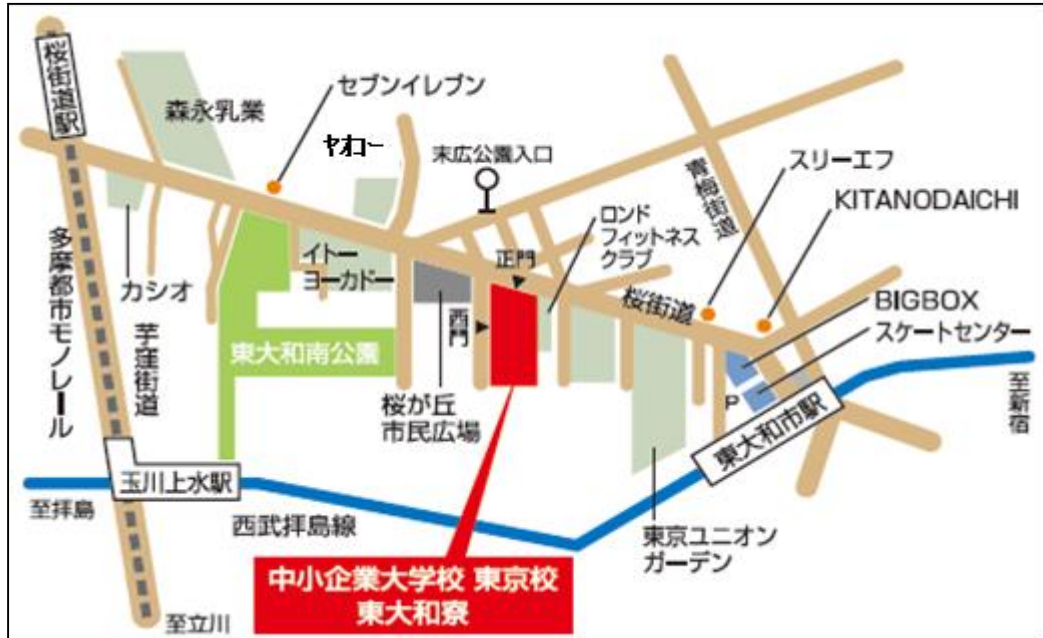 桜街道駅
森永乳業
セブンイレブン
ヤオコー
末広公園入口
青梅街道
スリーエフ
KITANODAICHI
ロンド
フィットネス
クラブ
正門
イトー
ヨーカドー
カシオ
多摩都市モノレール
芋窪街道
桜街道
BIGBOX
スケートセンター
西門
東大和南公園
桜が丘
市民広場
P
東大和市駅
至新宿
玉川上水駅
至拝島
西武拝島線
東京ユニオン
ガーデン
中小企業大学校 東京校
東大和寮
至立川